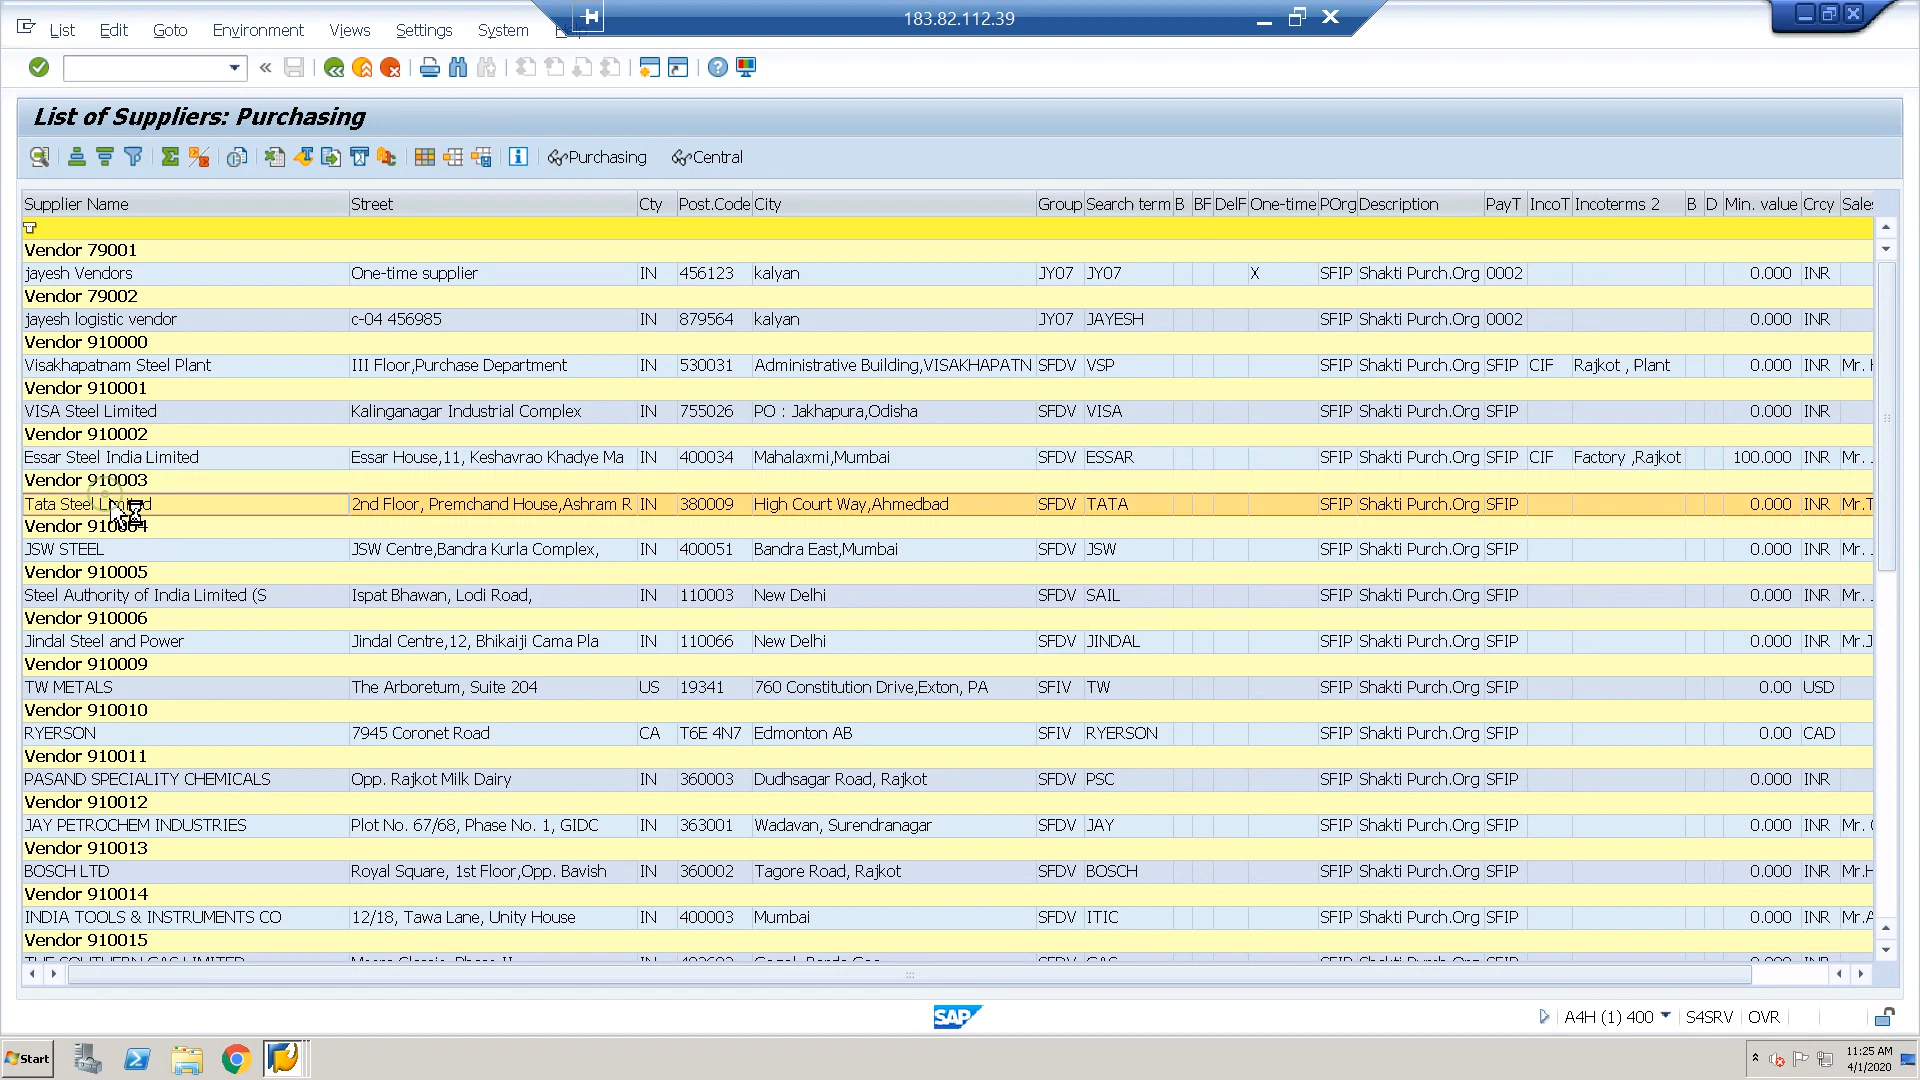 183.82.112.39
List Edit Goto Environment Views Settings System
List of Suppliers: Purchasing
Purchasing Central
Supplier Name Street Cty Post.Code City Group Search term B BF DelF One-time POrg Description PayT IncoT Incoterms 2 B D Min. value Crcy Sales
Vendor 79001
jayesh Vendors One-time supplier IN 456123 kalyan JY07 JY07 X SFIP Shakti Purch.Org 0002 0.000 INR
Vendor 79002
jayesh logistic vendor c-04 456985 IN 879564 kalyan JY07 JAYESH SFIP Shakti Purch.Org 0002 0.000 INR
Vendor 910000
Visakhapatnam Steel Plant III Floor,Purchase Department IN 530031 Administrative Building,VISAKHAPATN SFDV VSP SFIP Shakti Purch.Org SFIP CIF Rajkot , Plant 0.000 INR Mr.
Vendor 910001
VISA Steel Limited Kalinganagar Industrial Complex IN 755026 PO : Jakhapura,Odisha SFDV VISA SFIP Shakti Purch.Org SFIP 0.000 INR
Vendor 910002
Essar Steel India Limited Essar House,11, Keshavrao Khadye Ma IN 400034 Mahalaxmi,Mumbai SFDV ESSAR SFIP Shakti Purch.Org SFIP CIF Factory ,Rajkot 100.000 INR Mr.
Vendor 910003
Tata Steel Limited 2nd Floor, Premchand House,Ashram R IN 380009 High Court Way,Ahmedbad SFDV TATA SFIP Shakti Purch.Org SFIP 0.000 INR Mr.T
Vendor 910004
JSW STEEL JSW Centre,Bandra Kurla Complex, IN 400051 Bandra East,Mumbai SFDV JSW SFIP Shakti Purch.Org SFIP 0.000 INR Mr.
Vendor 910005
Steel Authority of India Limited (S Ispat Bhawan, Lodi Road, IN 110003 New Delhi SFDV SAIL SFIP Shakti Purch.Org SFIP 0.000 INR Mr.
Vendor 910006
Jindal Steel and Power Jindal Centre,12, Bhikaiji Cama Pla IN 110066 New Delhi SFDV JINDAL SFIP Shakti Purch.Org SFIP 0.000 INR Mr.J
Vendor 910009
TW METALS The Arboretum, Suite 204 US 19341 760 Constitution Drive,Exton, PA SFIV TW SFIP Shakti Purch.Org SFIP 0.00 USD
Vendor 910010
RYERSON 7945 Coronet Road CA T6E 4N7 Edmonton AB SFIV RYERSON SFIP Shakti Purch.Org SFIP 0.00 CAD
Vendor 910011
PASAND SPECIALITY CHEMICALS Opp. Rajkot Milk Dairy IN 360003 Dudhsagar Road, Rajkot SFDV PSC SFIP Shakti Purch.Org SFIP 0.000 INR
Vendor 910012
JAY PETROCHEM INDUSTRIES Plot No. 67/68, Phase No. 1, GIDC IN 363001 Wadavan, Surendranagar SFDV JAY SFIP Shakti Purch.Org SFIP 0.000 INR Mr.
Vendor 910013
BOSCH LTD Royal Square, 1st Floor,Opp. Bavish IN 360002 Tagore Road, Rajkot SFDV BOSCH SFIP Shakti Purch.Org SFIP 0.000 INR Mr.H
Vendor 910014
INDIA TOOLS & INSTRUMENTS CO 12/18, Tawa Lane, Unity House IN 400003 Mumbai SFDV ITIC SFIP Shakti Purch.Org SFIP 0.000 INR Mr.A
Vendor 910015
SAP
A4H (1) 400 S4SRV OVR
Start
11:25 AM
4/1/2020